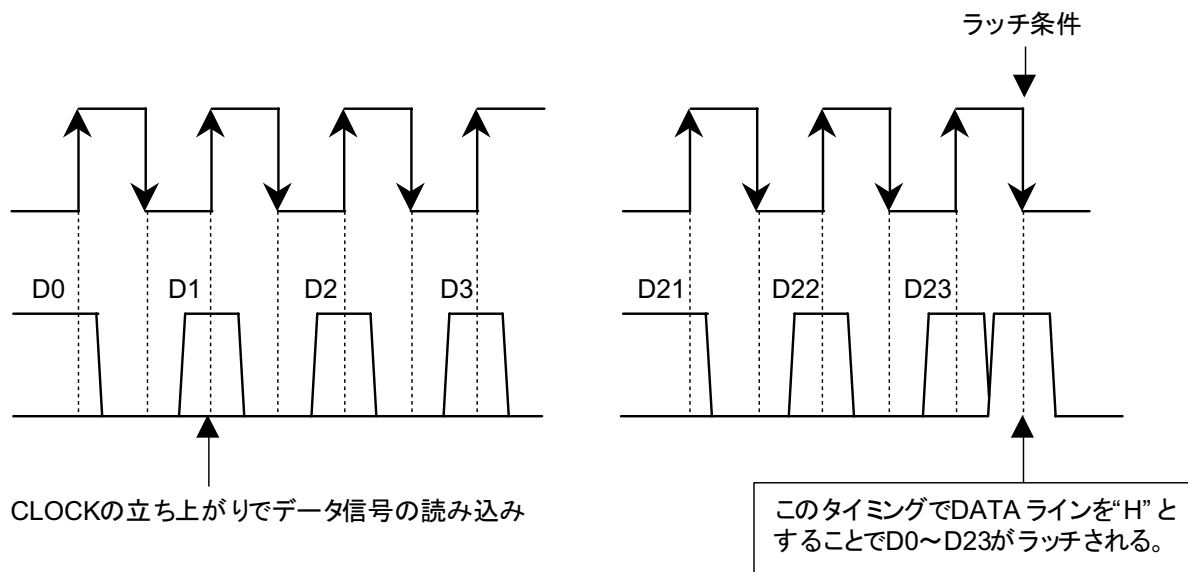 ラッチ条件
D0
D1
D2
D3
D21
D22
D23
CLOCKの立ち上がりでデータ信号の読み込み
このタイミングでDATA ラインを“H” と
することでD0～D23がラッチされる。